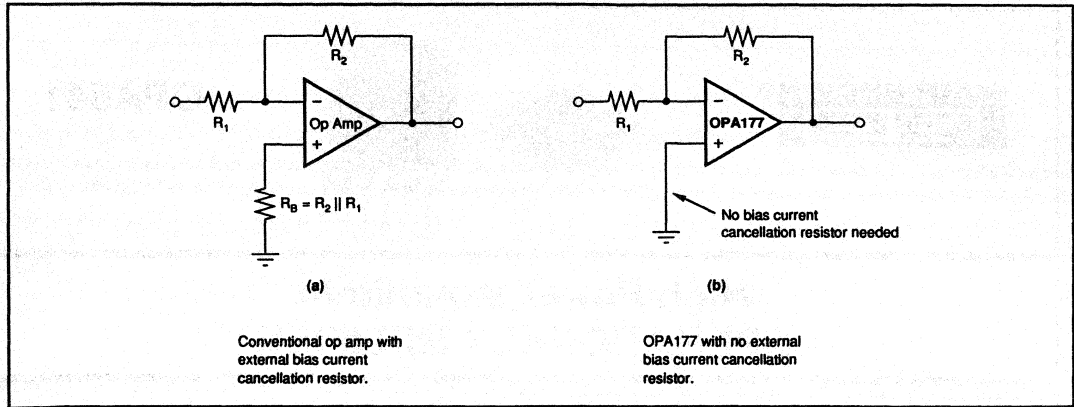 R2
R2
R1
−
Op Amp
+
R1
−
OPA177
+
RB = R2 || R1
No bias current
cancellation resistor needed
(a)
(b)
Conventional op amp with
external bias current
cancellation resistor.
OPA177 with no external
bias current cancellation
resistor.